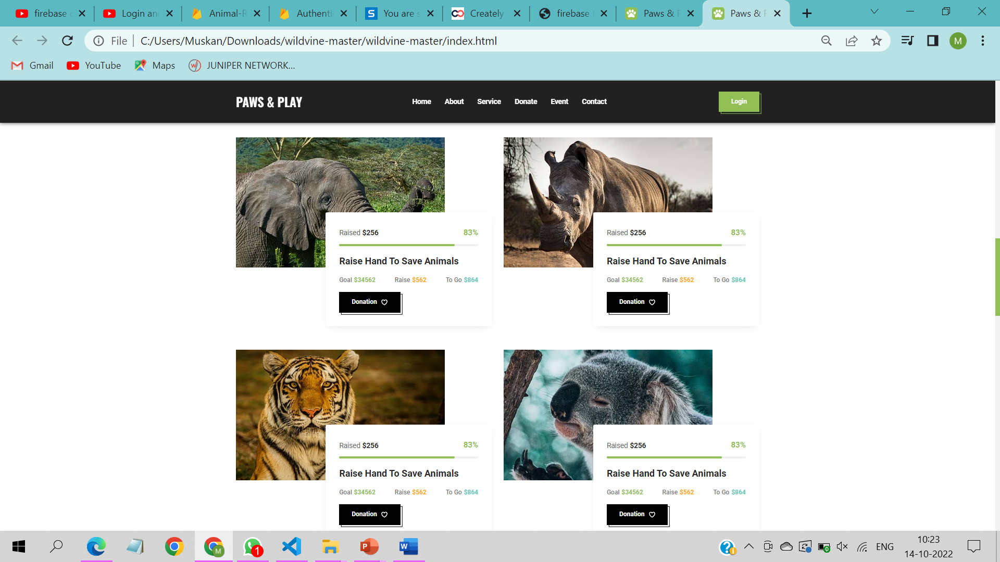 firebase
Login an
Animal-R
Authenti
You are s
Creately
firebase
Paws &
Paws &
File
C:/Users/Muskan/Downloads/wildvine-master/wildvine-master/index.html
M
Gmail
YouTube
Maps
JUNIPER NETWORK...
PAWS & PLAY
Home
About
Service
Donate
Event
Contact
Login
Raised $256
83%
Raise Hand To Save Animals
Goal $34562
Raise $562
To Go $864
Donation
Raised $256
83%
Raise Hand To Save Animals
Goal $34562
Raise $562
To Go $864
Donation
Raised $256
83%
Raise Hand To Save Animals
Goal $34562
Raise $562
To Go $864
Donation
Raised $256
83%
Raise Hand To Save Animals
Goal $34562
Raise $562
To Go $864
Donation
M
1
ENG
10:23
14-10-2022